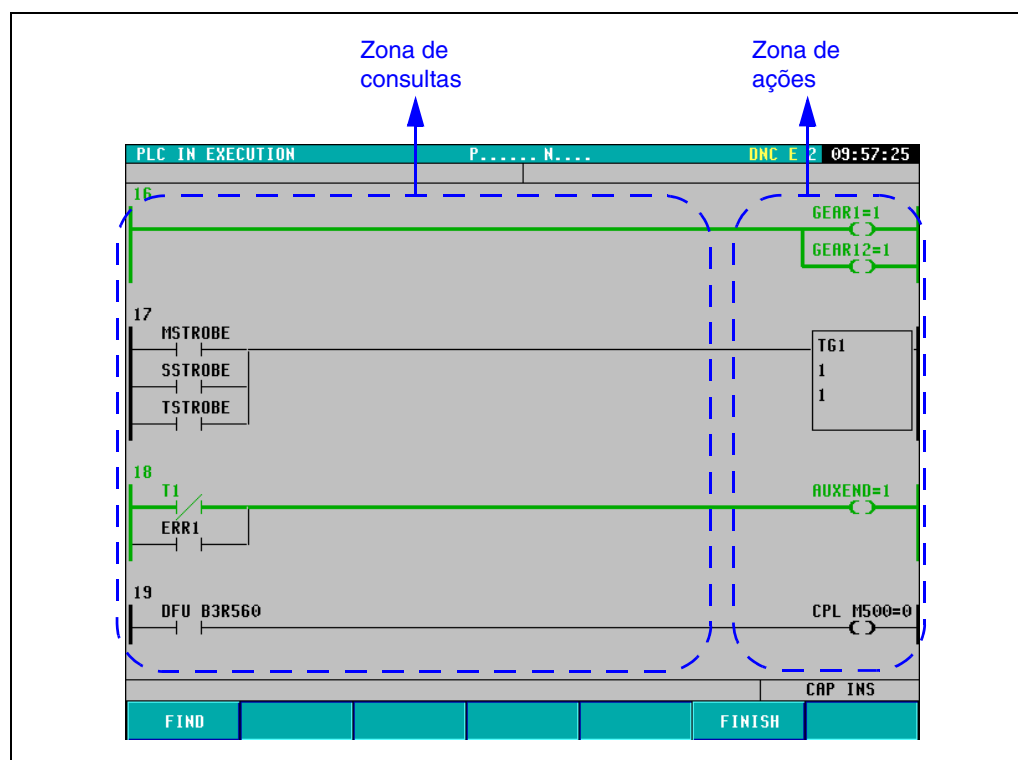 Zona de
consultas
Zona de
ações
PLC IN EXECUTION P...... N.... DNC E 2 09:57:25
16
GEAR1=1
GEAR12=1
17
MSTROBE
TG1
SSTROBE
1
1
TSTROBE
18
T1
AUXEND=1
ERR1
19
DFU B3R560 CPL M500=0
CAP INS
FIND FINISH